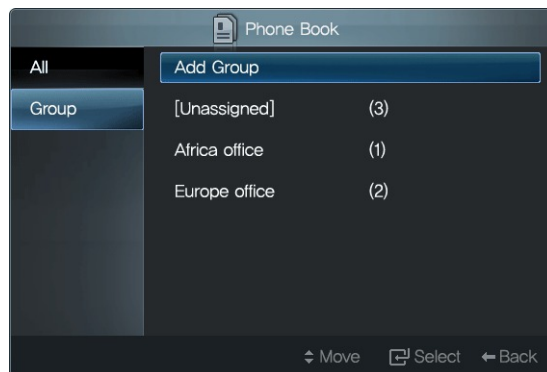 Phone Book
All
Group
Add Group
[Unassigned] (3)
Africa office (1)
Europe office (2)
Move Select Back